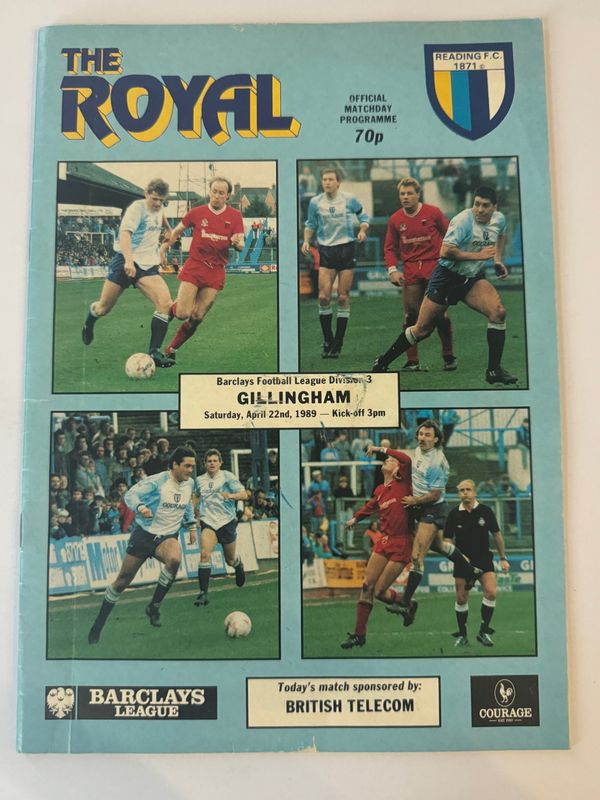 THE
ROYAL
OFFICIAL
MATCHDAY
PROGRAMME
70p
READING F.C.
1871 ©
Barclays Football League Division 3
GILLINGHAM
Saturday, April 22nd, 1989 — Kick-off 3pm
COURAGE
BARCLAYS
LEAGUE
Today's match sponsored by:
BRITISH TELECOM
COURAGE